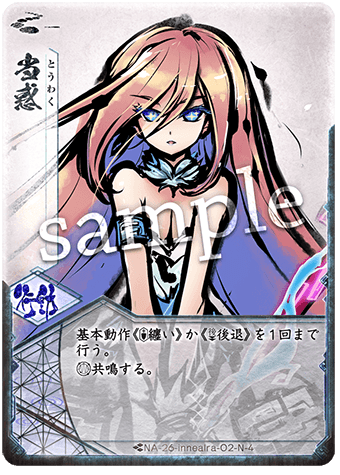 とうわく
当惑
sample
行動
基本動作《纏い》か《後退》を1回まで
行う。
共鳴する。
NA-26-innealra-O2-N-4